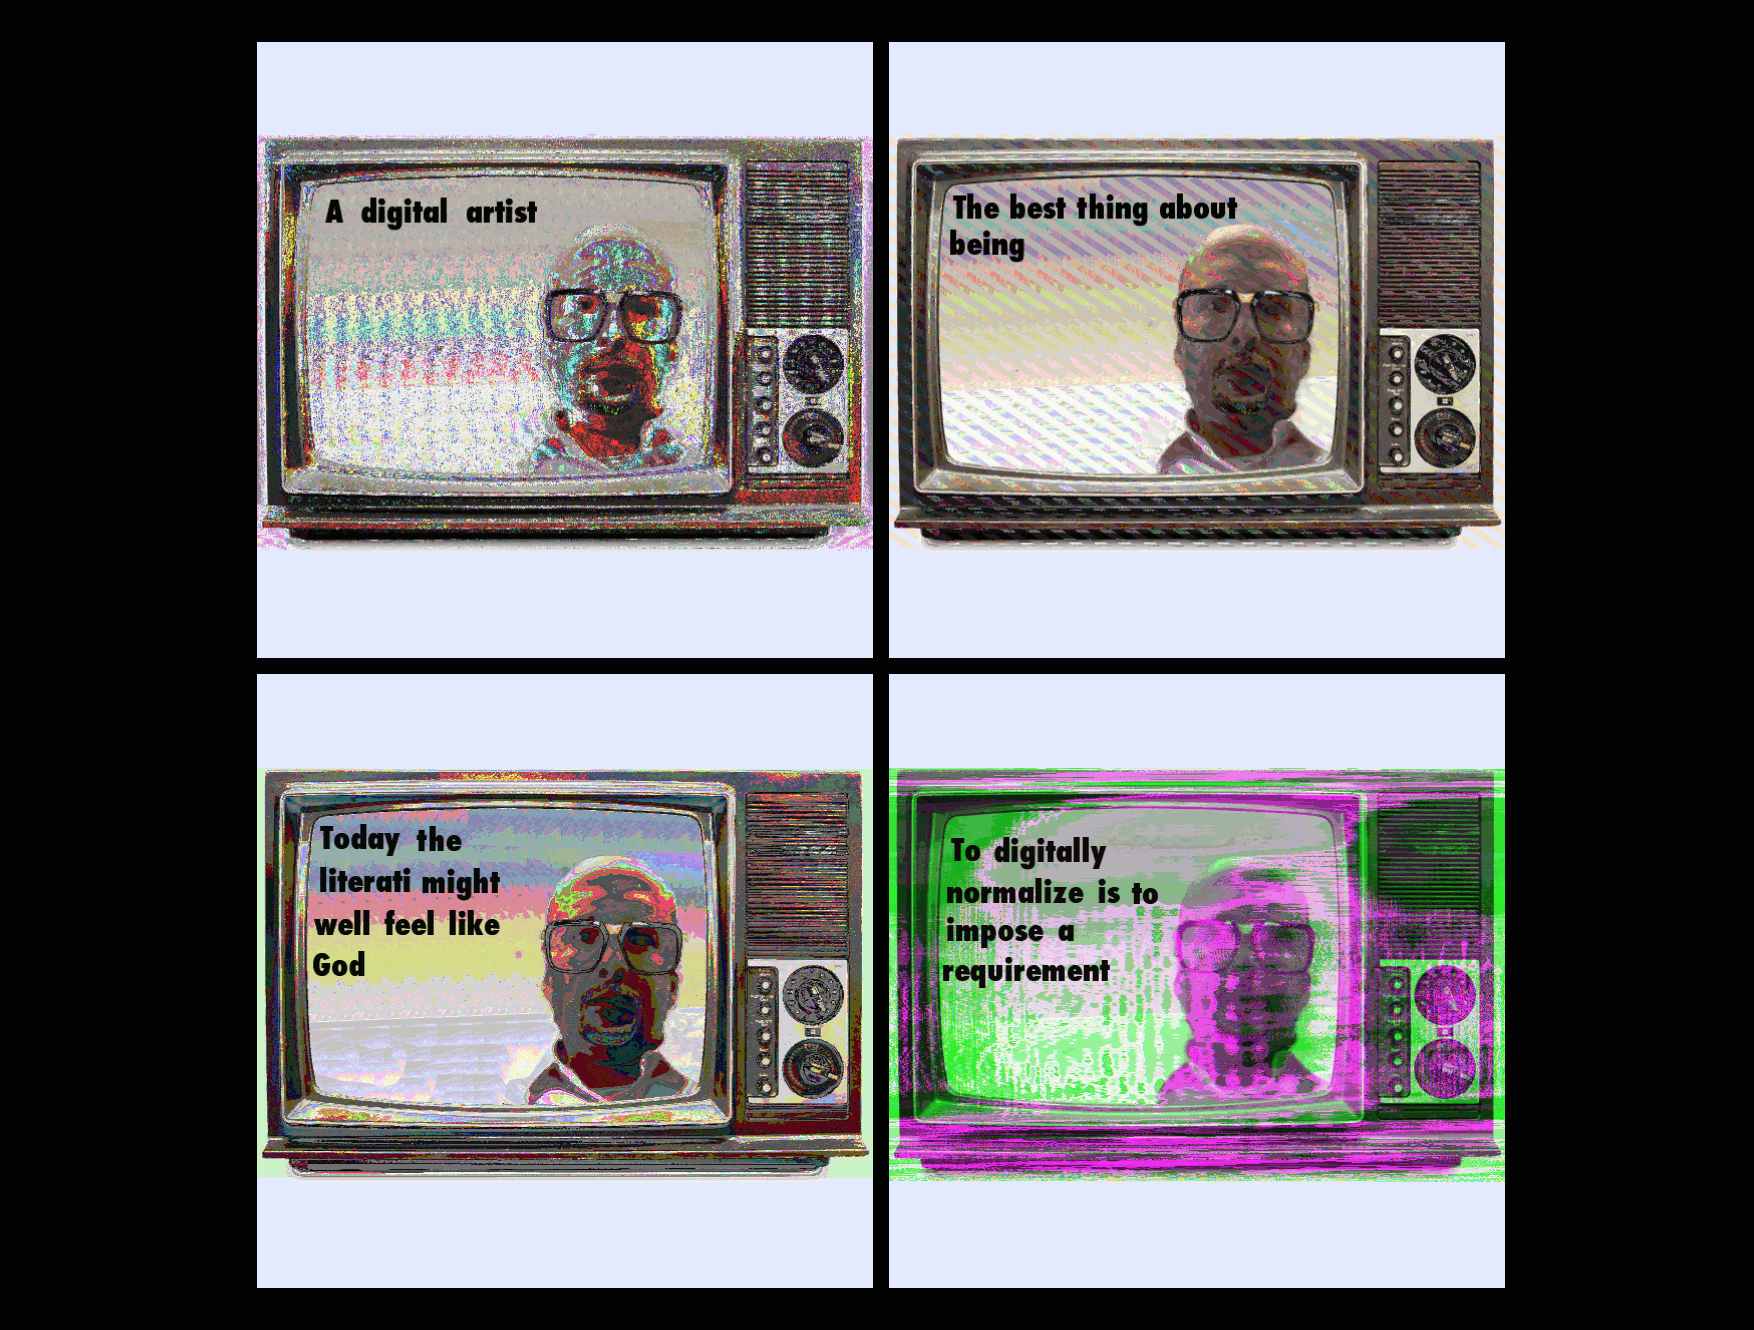 A digital artist
The best thing about
being
Today the
literati might
well feel like
God
To digitally
normalize is to
impose a
requirement